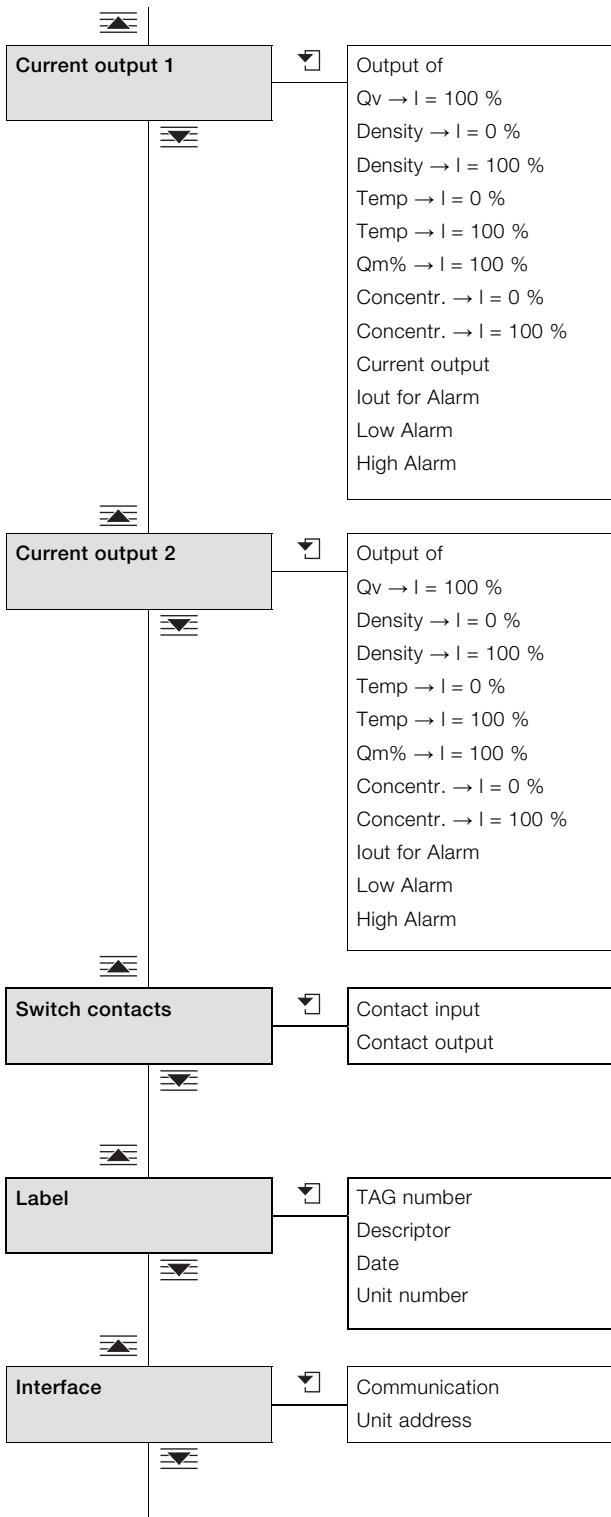 Current output 1
Output of
Qv → I = 100 %
Density → I = 0 %
Density → I = 100 %
Temp → I = 0 %
Temp → I = 100 %
Qm% → I = 100 %
Concentr. → I = 0 %
Concentr. → I = 100 %
Current output
Iout for Alarm
Low Alarm
High Alarm
Current output 2
Output of
Qv → I = 100 %
Density → I = 0 %
Density → I = 100 %
Temp → I = 0 %
Temp → I = 100 %
Qm% → I = 100 %
Concentr. → I = 0 %
Concentr. → I = 100 %
Iout for Alarm
Low Alarm
High Alarm
Switch contacts
Contact input
Contact output
Label
TAG number
Descriptor
Date
Unit number
Interface
Communication
Unit address